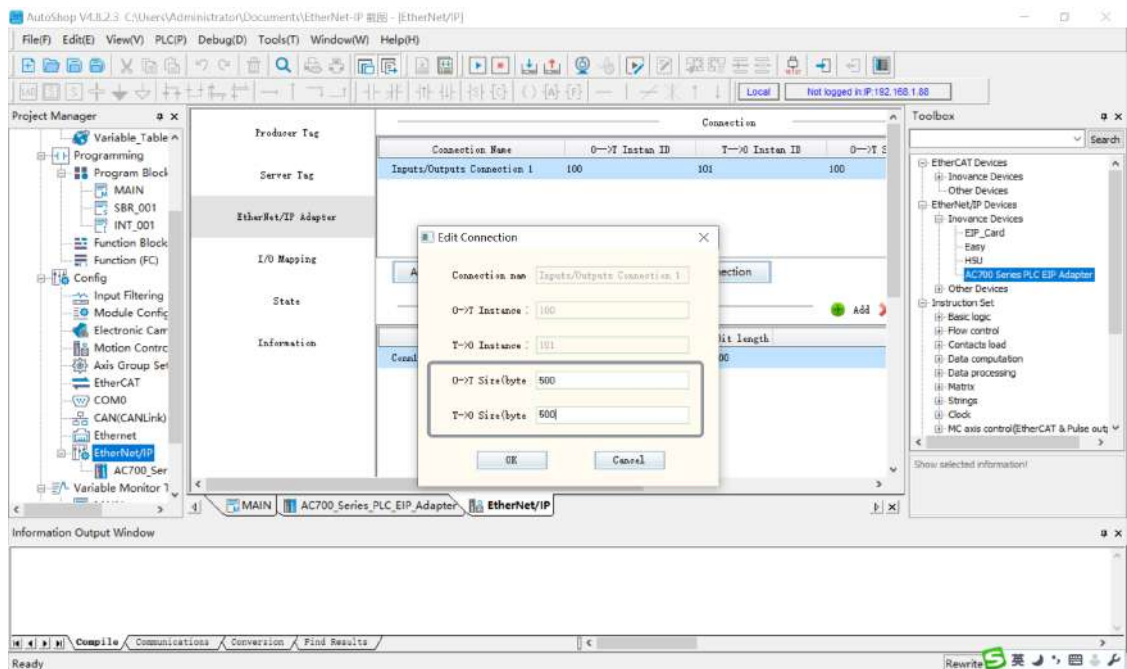 AutoShop V4.8.2.3 C:\Users\Administrator\Documents\EtherNet-IP 截图 - [EtherNet/IP]
File(F) Edit(E) View(V) PLC(P) Debug(D) Tools(T) Window(W) Help(H)
Local Not logged in:IP:192.168.1.88
Project Manager
Variable_Table
Programming
Program Block
MAIN
SBR_001
INT_001
Function Block
Function (FC)
Config
Input Filtering
Module Config
Electronic Cam
Motion Contro
Axis Group Set
EtherCAT
COM0
CAN(CANLink)
Ethernet
EtherNet/IP
AC700_Ser
Variable Monitor T
Producer Tag
Server Tag
EtherNet/IP Adapter
I/O Mapping
State
Information
Connection
Connection Name O->T Instan ID T->O Instan ID O->T S
Inputs/Outputs Connection 1 100 101 100
A
nection
Add
Bit length
Connd
00
Edit Connection
Connection nam Inputs/Outputs Connection 1
O->T Instance : 100
T->O Instance : 101
O->T Size(byte 500
T->O Size(byte 500
OK Cancel
MAIN AC700_Series_PLC_EIP_Adapter EtherNet/IP
Toolbox
Search
EtherCAT Devices
Inovance Devices
Other Devices
EtherNet/IP Devices
Inovance Devices
EIP_Card
Easy
HSU
AC700 Series PLC EIP Adapter
Other Devices
Instruction Set
Basic logic
Flow control
Contacts load
Data computation
Data processing
Matrix
Strings
Clock
MC axis control(EtherCAT & Pulse outp
Show selected information!
Information Output Window
Compile Communications Conversion Find Results
Ready
Rewrite
英